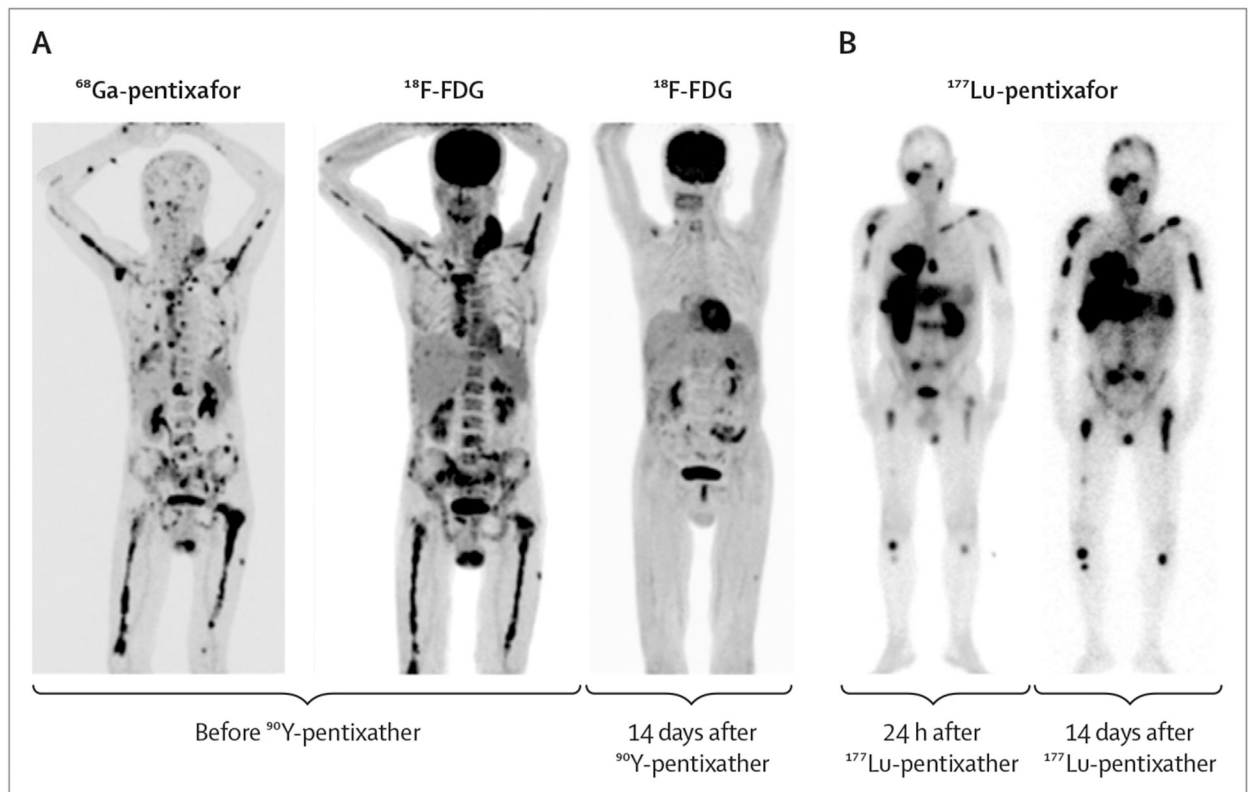 A
B
⁶⁸Ga-pentixafor
¹⁸F-FDG
¹⁸F-FDG
¹⁷⁷Lu-pentixafor
Before ⁹⁰Y-pentixather
14 days after
⁹⁰Y-pentixather
24 h after
¹⁷⁷Lu-pentixather
14 days after
¹⁷⁷Lu-pentixather